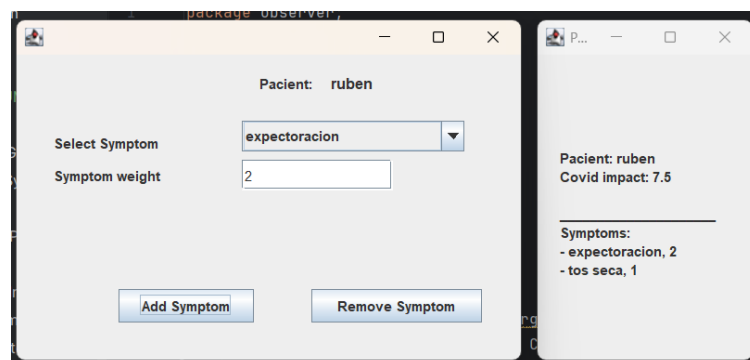 package observer;
Pacient: ruben
Select Symptom
expectoracion
Symptom weight
2
Add Symptom
Remove Symptom
P...
Pacient: ruben
Covid impact: 7.5
Symptoms:
- expectoracion, 2
- tos seca, 1